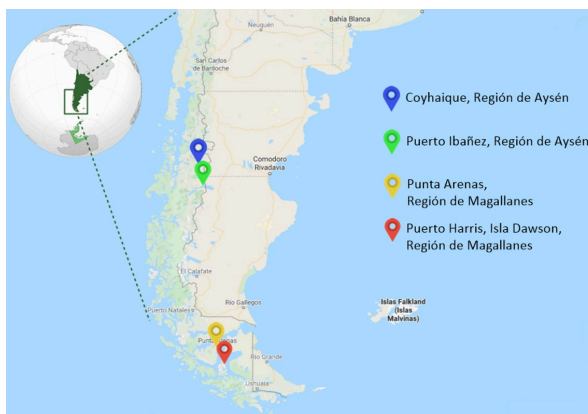 Bahía Blanca
Neuquén
San Carlos
de Bariloche
Comodoro
Rivadavia
El Calafate
Puerto Natales
Río Gallegos
Punta Arenas
Río Grande
Ushuaia
Islas Falkland
(Islas
Malvinas)
Coyhaique, Región de Aysén
Puerto Ibañez, Región de Aysén
Punta Arenas,
Región de Magallanes
Puerto Harris, Isla Dawson,
Región de Magallanes